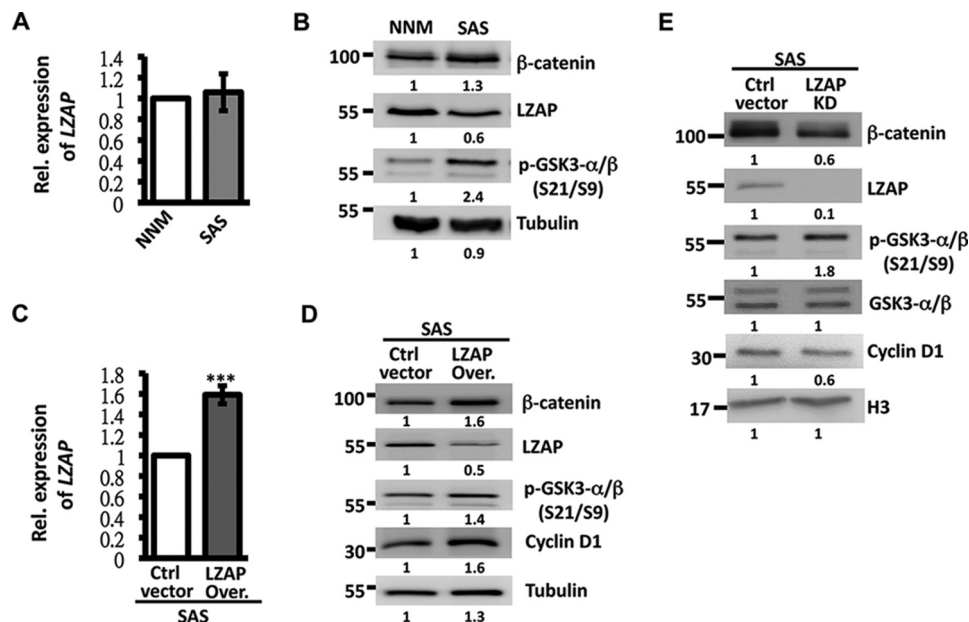 A
Rel. expression
of LZAP
1.4
1.2
1
0.8
0.6
0.4
0.2
0
NNM
SAS
B
NNM SAS
100
β-catenin
1 1.3
55
LZAP
1 0.6
55
p-GSK3-α/β
(S21/S9)
1 2.4
55
Tubulin
1 0.9
C
Rel. expression
of LZAP
1.8
1.6
1.4
1.2
1
0.8
0.6
0.4
0.2
0
***
Ctrl
vector
LZAP
Over.
SAS
D
SAS
Ctrl
vector
LZAP
Over.
100
β-catenin
1 1.6
55
LZAP
1 0.5
55
p-GSK3-α/β
(S21/S9)
1 1.4
30
Cyclin D1
1 1.6
55
Tubulin
1 1.3
E
SAS
Ctrl
vector
LZAP
KD
100
β-catenin
1 0.6
55
LZAP
1 0.1
55
p-GSK3-α/β
(S21/S9)
1 1.8
55
GSK3-α/β
1 1
30
Cyclin D1
1 0.6
17
H3
1 1